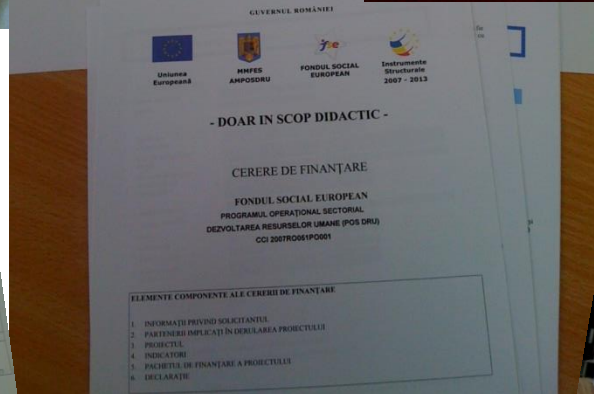 GUVERNUL ROMÂNIEI
Uniunea
Europeană
MMFES
AMPOSDRU
fse
FONDUL SOCIAL
EUROPEAN
Instrumente
Structurale
2007 - 2013
- DOAR IN SCOP DIDACTIC -
CERERE DE FINANȚARE
FONDUL SOCIAL EUROPEAN
PROGRAMUL OPERAȚIONAL SECTORIAL
DEZVOLTAREA RESURSELOR UMANE (POS DRU)
CCI 2007RO051PO001
ELEMENTE COMPONENTE ALE CERERII DE FINANȚARE
1. INFORMAȚII PRIVIND SOLICITANTUL
2. PARTENERII IMPLICAȚI ÎN DERULAREA PROIECTULUI
3. PROIECTUL
4. INDICATORI
5. PACHETUL DE FINANȚARE A PROIECTULUI
6. DECLARAȚIE